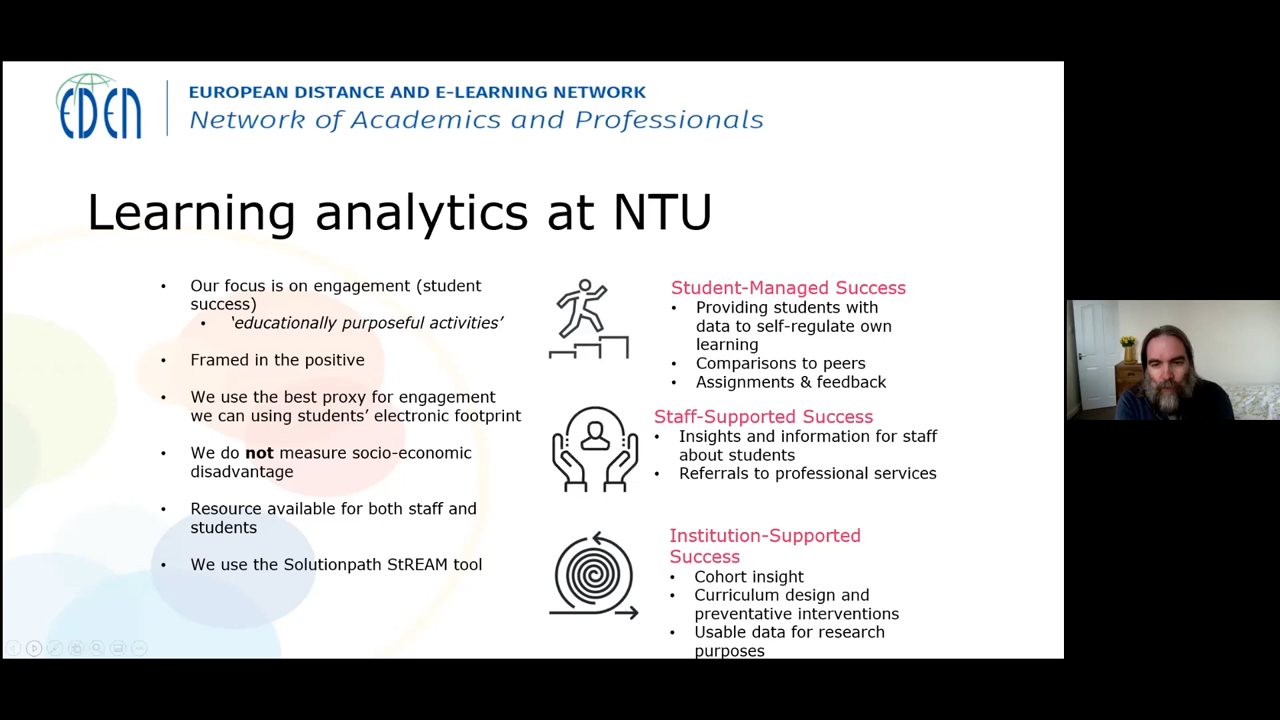 EDEN
EUROPEAN DISTANCE AND E-LEARNING NETWORK
Network of Academics and Professionals
Learning analytics at NTU
• Our focus is on engagement (student
success)
• ‘educationally purposeful activities’
• Framed in the positive
• We use the best proxy for engagement
we can using students’ electronic footprint
• We do not measure socio-economic
disadvantage
• Resource available for both staff and
students
• We use the Solutionpath StREAM tool
Student-Managed Success
• Providing students with
data to self-regulate own
learning
• Comparisons to peers
• Assignments & feedback
Staff-Supported Success
• Insights and information for staff
about students
• Referrals to professional services
Institution-Supported
Success
• Cohort insight
• Curriculum design and
preventative interventions
• Usable data for research
purposes